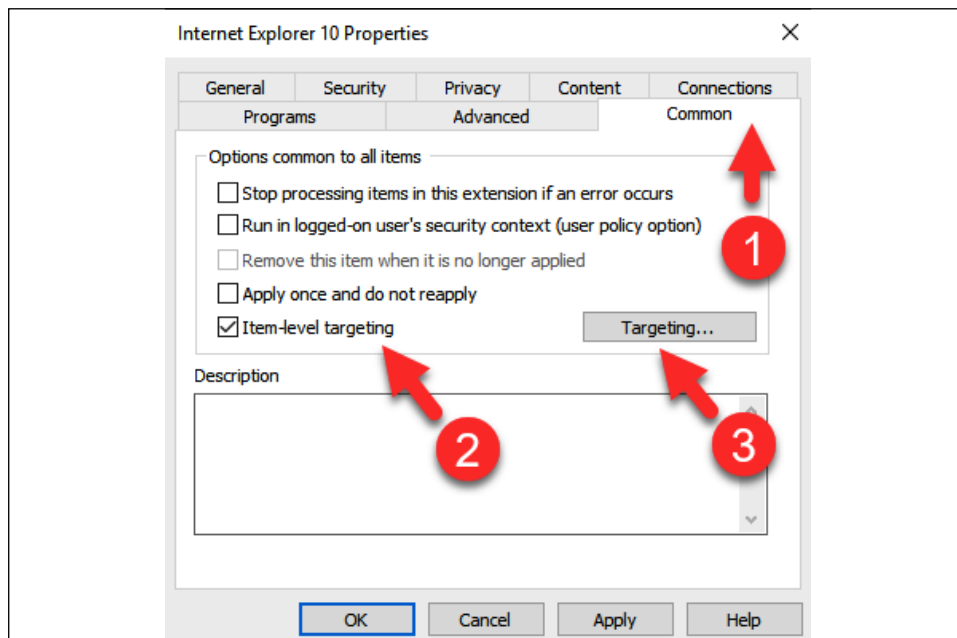 Internet Explorer 10 Properties
General Security Privacy Content Connections
Programs Advanced Common
Options common to all items
Stop processing items in this extension if an error occurs
Run in logged-on user's security context (user policy option)
1
Remove this item when it is no longer applied
Apply once and do not reapply
Item-level targeting Targeting...
Description
2 3
OK Cancel Apply Help